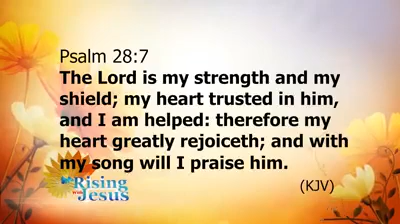 Psalm 28:7
The Lord is my strength and my
shield; my heart trusted in him,
and I am helped: therefore my
heart greatly rejoiceth; and with
my song will I praise him.
(KJV)
Rising
With
Jesus